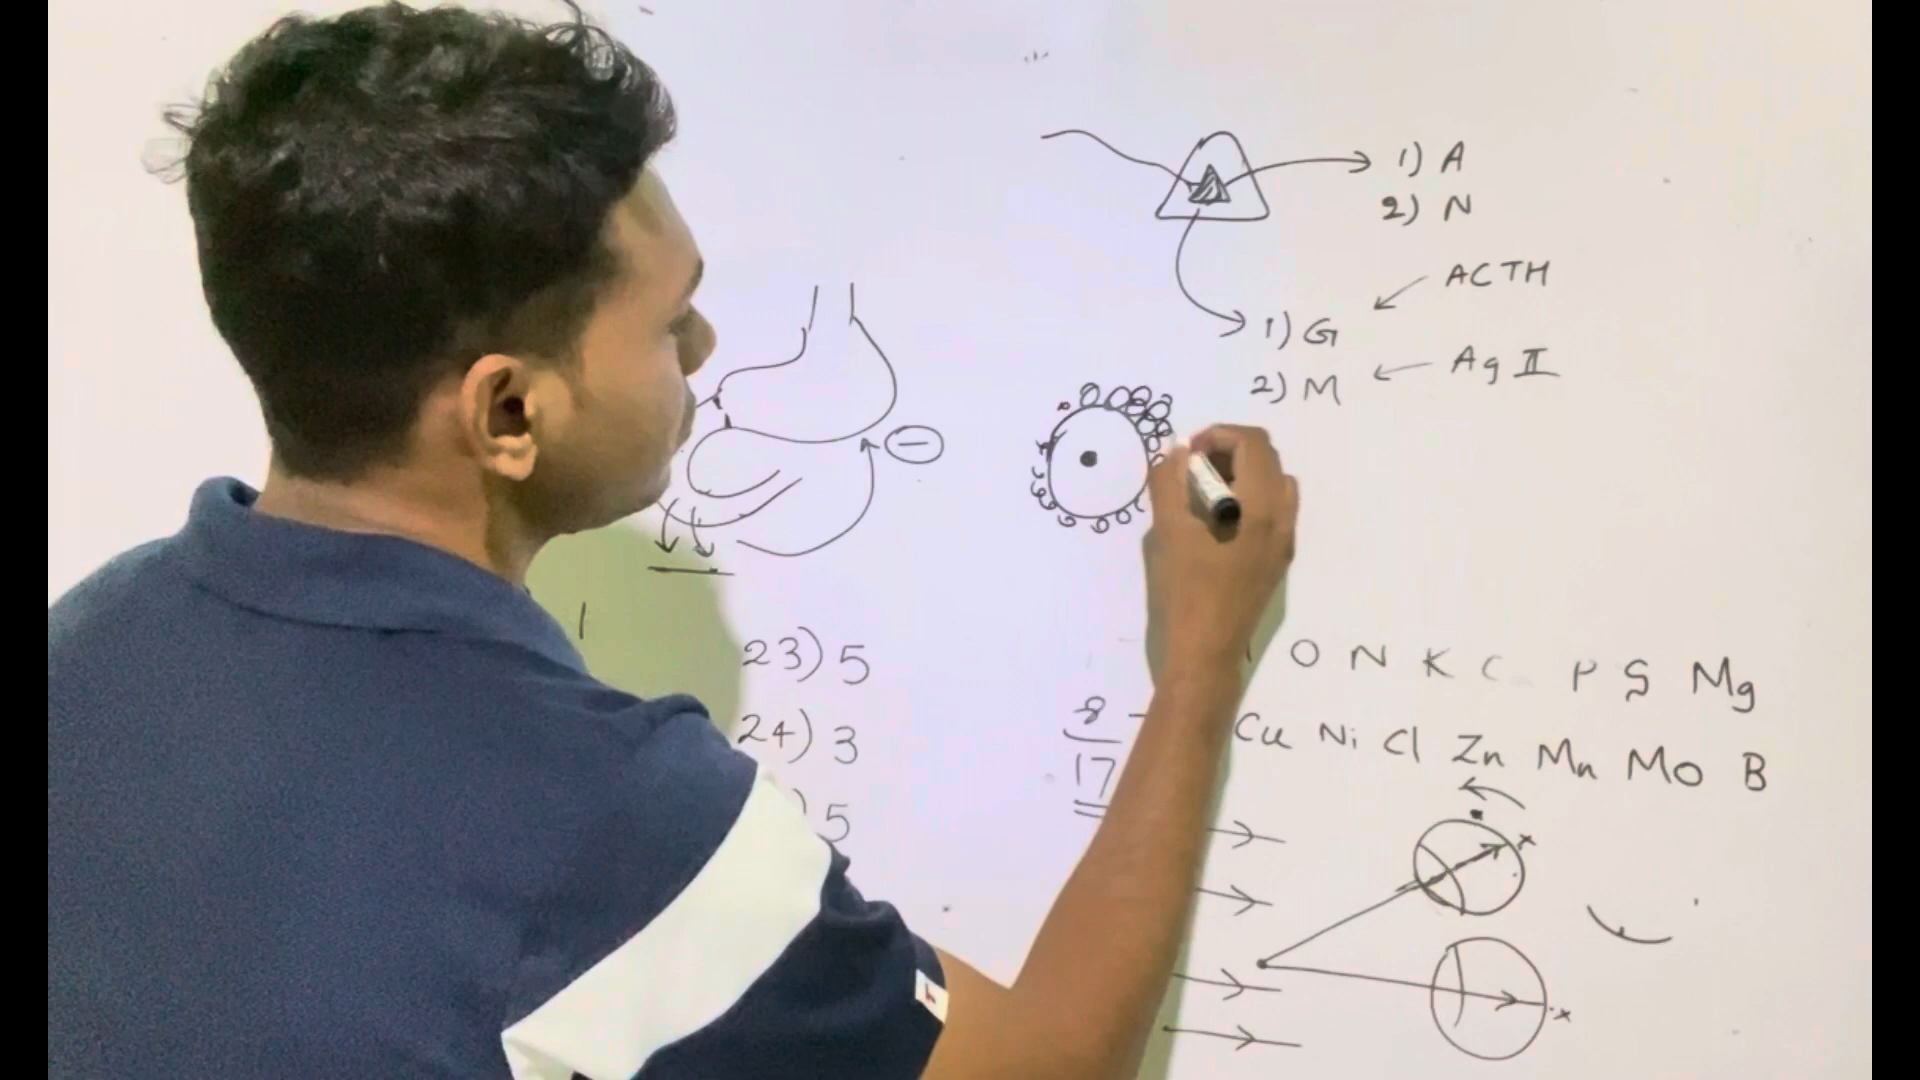 1) A
2) N
ACTH
1) G
Ag II
2) M
23) 5
24) 3
) 5
O N K C P S Mg
8
Cu Ni Cl Zn Mn Mo B
17